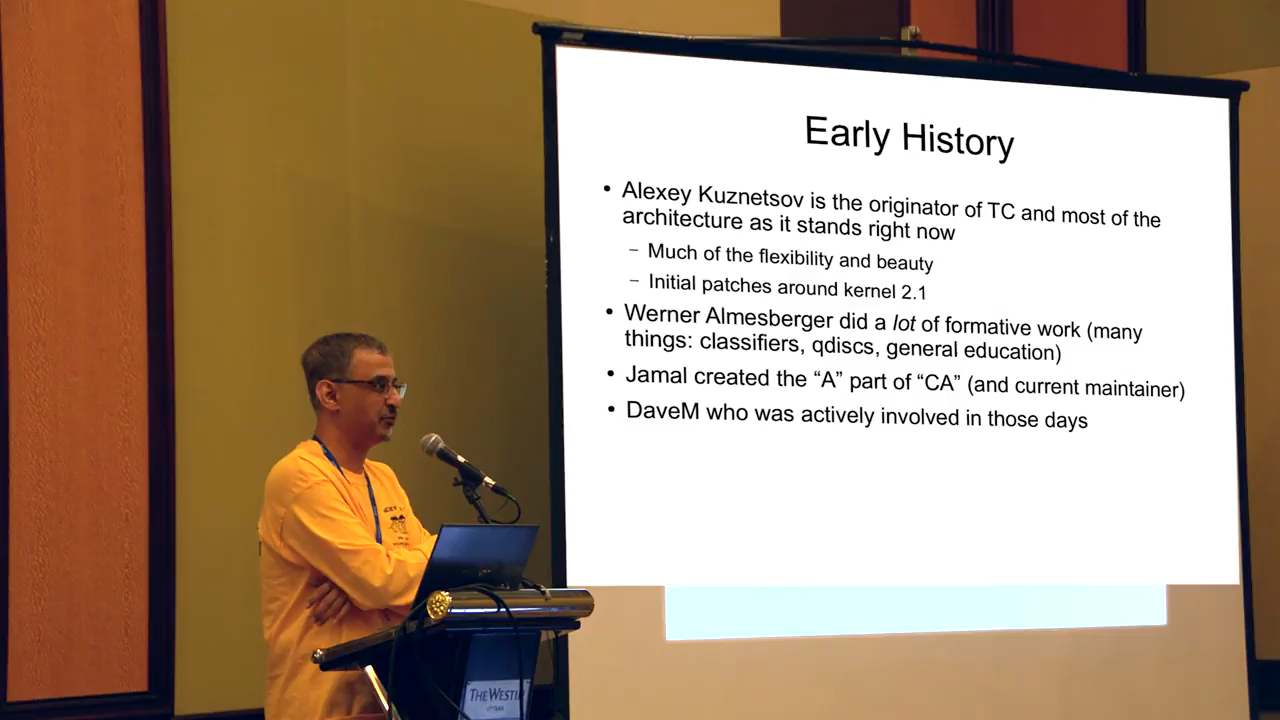 Early History
• Alexey Kuznetsov is the originator of TC and most of the
architecture as it stands right now
– Much of the flexibility and beauty
– Initial patches around kernel 2.1
• Werner Almesberger did a lot of formative work (many
things: classifiers, qdiscs, general education)
• Jamal created the “A” part of “CA” (and current maintainer)
• DaveM who was actively involved in those days
THE WESTIN